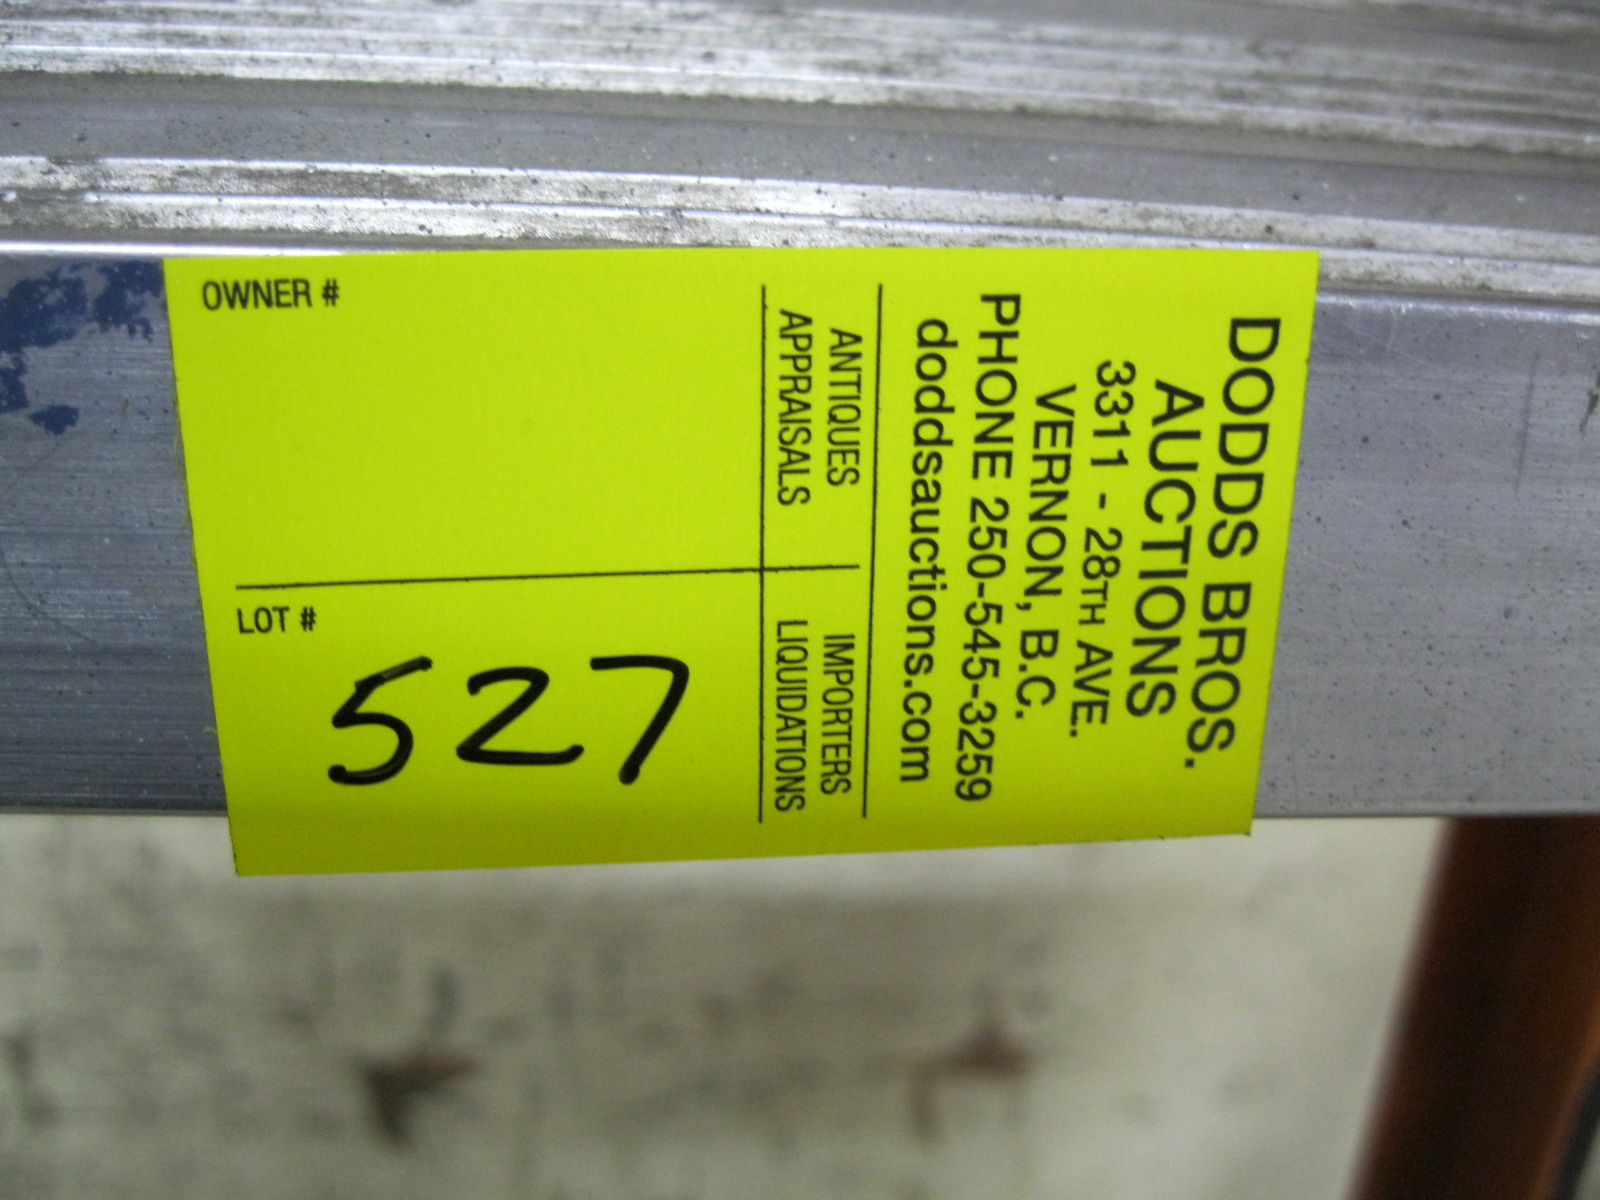 DODDS BROS.
AUCTIONS
3311 - 28TH AVE.
VERNON, B.C.
PHONE 250-545-3259
doddsauctions.com
ANTIQUES
APPRAISALS
IMPORTERS
LIQUIDATIONS
OWNER #
LOT #
527